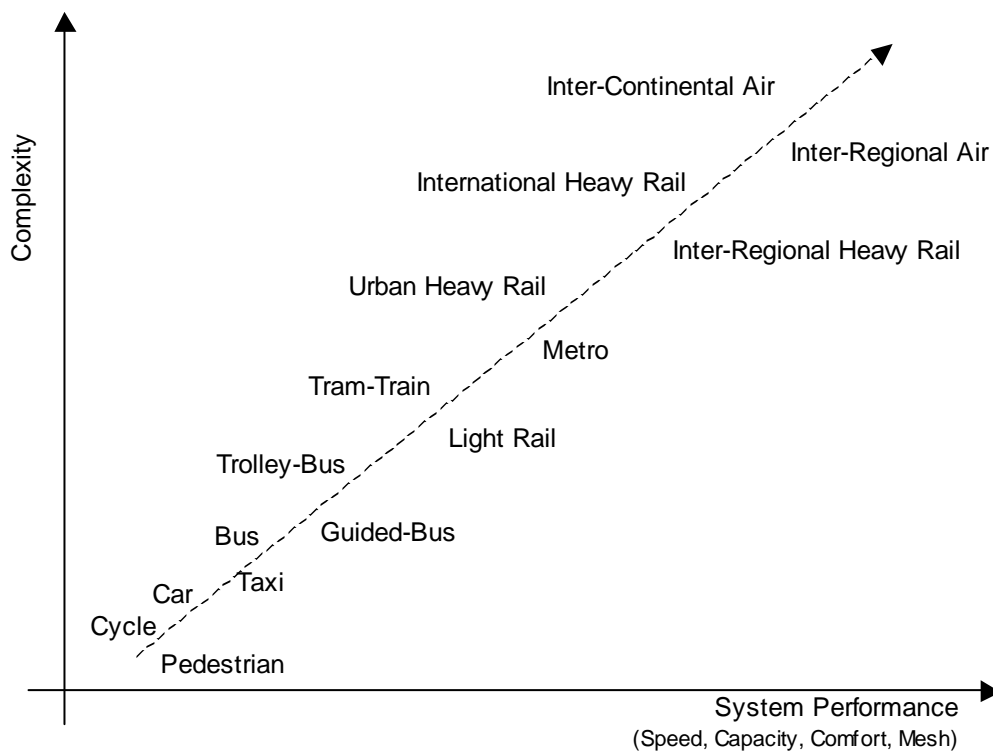 Complexity
Inter-Continental Air
Inter-Regional Air
International Heavy Rail
Inter-Regional Heavy Rail
Urban Heavy Rail
Metro
Tram-Train
Light Rail
Trolley-Bus
Guided-Bus
Bus
Taxi
Car
Cycle
Pedestrian
System Performance
(Speed, Capacity, Comfort, Mesh)